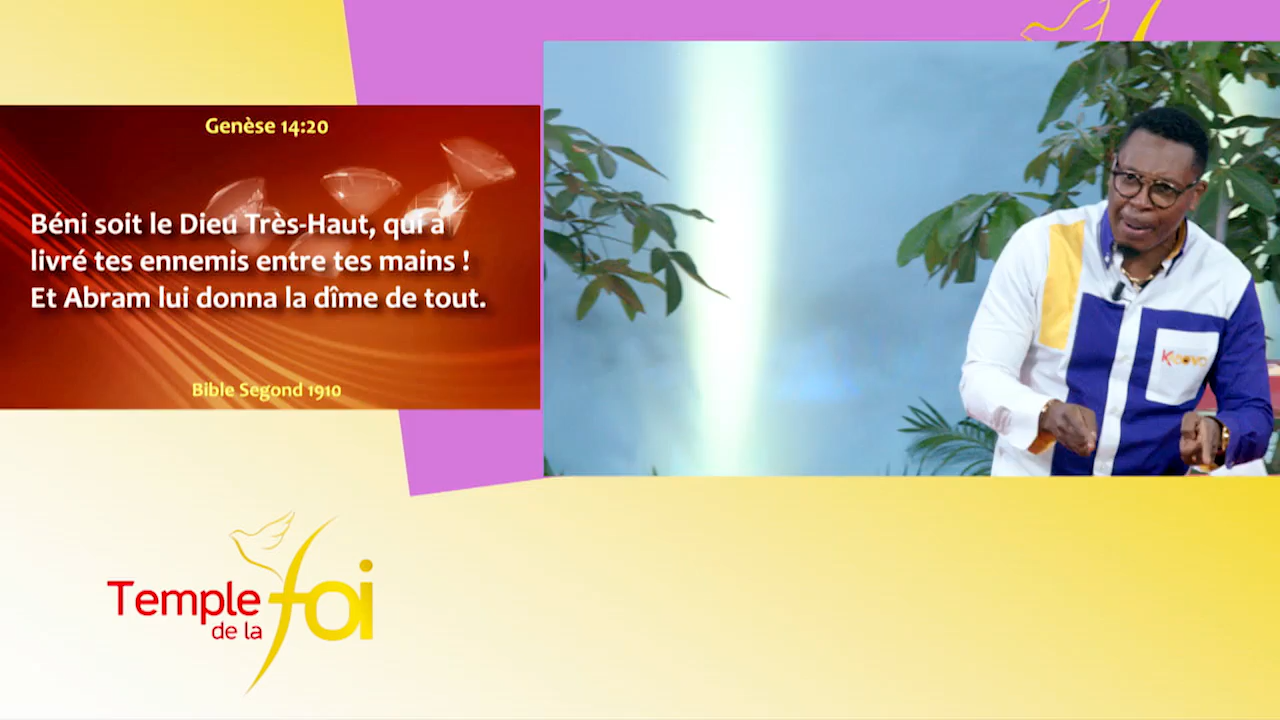 Genèse 14:20
Béni soit le Dieu Très-Haut, qui a
livré tes ennemis entre tes mains !
Et Abram lui donna la dîme de tout.
Bible Segond 1910
Temple
de la
foi